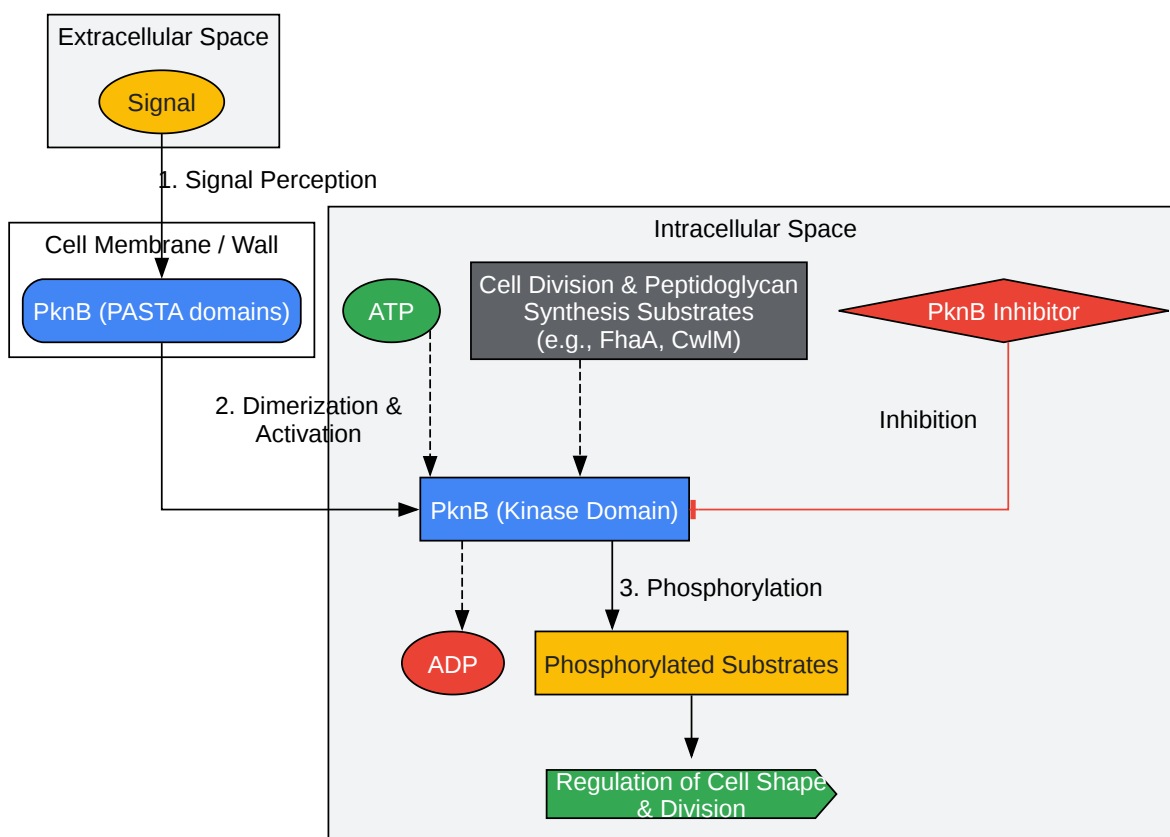 Extracellular Space
Signal
1. Signal Perception
Cell Membrane / Wall
PknB (PASTA domains)
Intracellular Space
ATP
Cell Division & Peptidoglycan
Synthesis Substrates
(e.g., FhaA, CwlM)
PknB Inhibitor
2. Dimerization &
Activation
Inhibition
PknB (Kinase Domain)
3. Phosphorylation
ADP
Phosphorylated Substrates
Regulation of Cell Shape
& Division